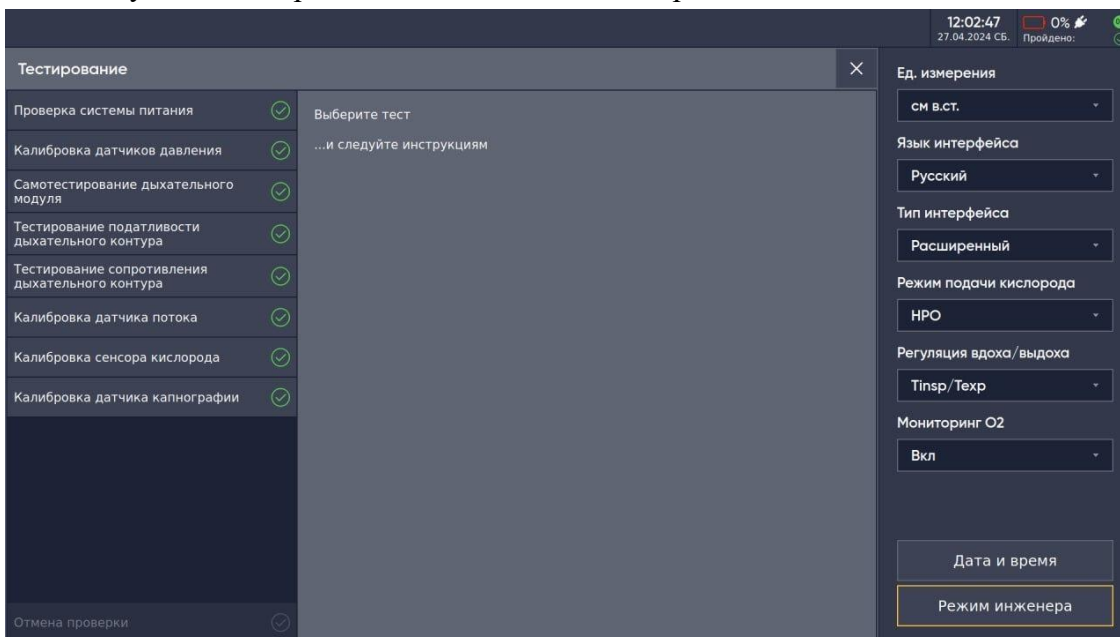 12:02:47
27.04.2024 СБ.
0%
Пройдено:
Тестирование
Проверка системы питания
Калибровка датчиков давления
Самотестирование дыхательного
модуля
Тестирование податливости
дыхательного контура
Тестирование сопротивления
дыхательного контура
Калибровка датчика потока
Калибровка сенсора кислорода
Калибровка датчика капнографии
Отмена проверки
Выберите тест
...и следуйте инструкциям
Ед. измерения
см в.ст.
Язык интерфейса
Русский
Тип интерфейса
Расширенный
Режим подачи кислорода
НРО
Регуляция вдоха/выдоха
Tinsp/Texp
Мониторинг О2
Вкл
Дата и время
Режим инженера